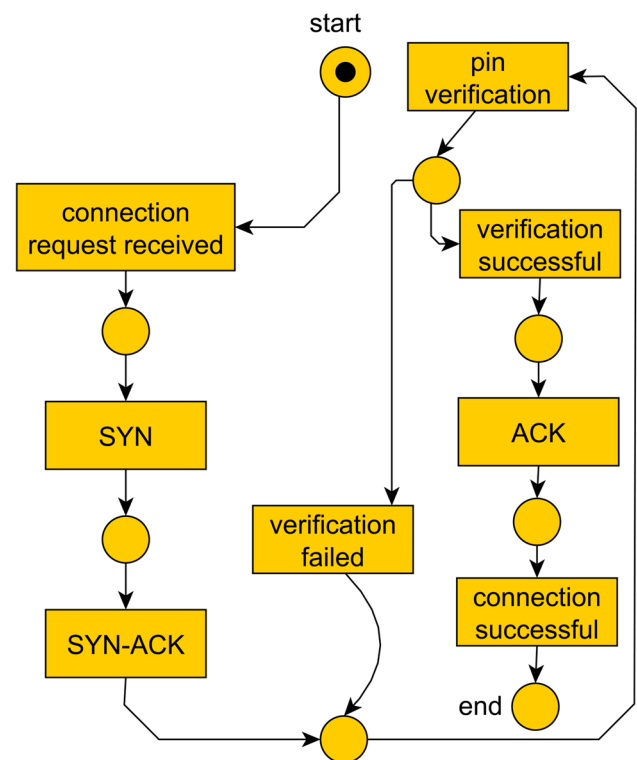 start
connection
request received
SYN
SYN-ACK
pin
verification
verification
successful
ACK
verification
failed
connection
successful
end